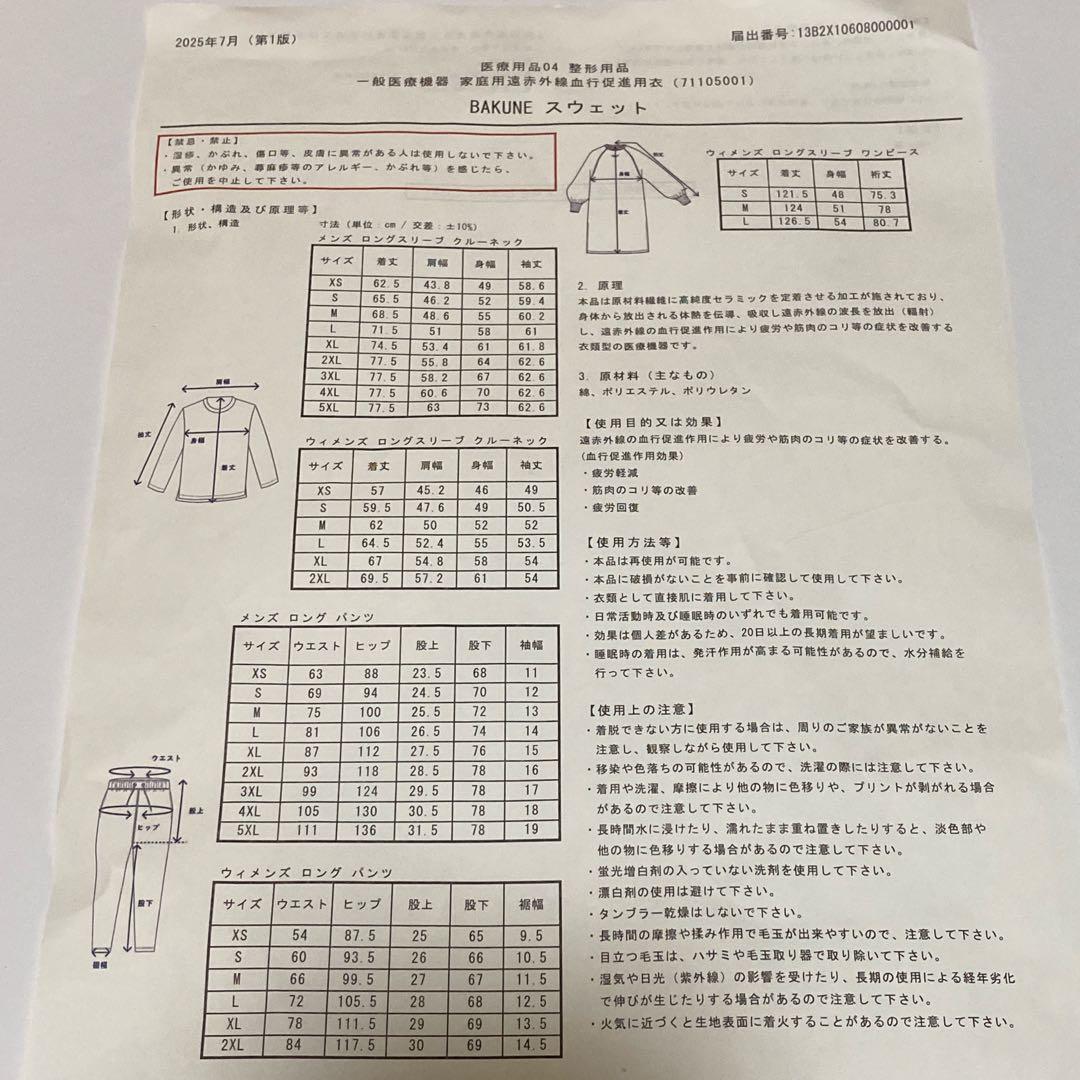 2025年7月 (第1版)
届出番号:13B2X10608000001
医療用品04 整形用品
一般医療機器 家庭用遠赤外線血行促進用衣 (71105001)
BAKUNE スウェット
【禁忌・禁止】
・湿疹、かぶれ、傷口等、皮膚に異常がある人は使用しないで下さい。
・異常 (かゆみ、蕁麻疹等のアレルギー、かぶれ等) を感じたら、
ご使用を中止して下さい。
【形状・構造及び原理等】
1. 形状、構造
寸法 (単位:cm / 交差:±10%)
メンズ ロングスリーブ クルーネック
サイズ 着丈 肩幅 身幅 袖丈
XS 62.5 43.8 49 58.6
S 65.5 46.2 52 59.4
M 68.5 48.6 55 60.2
L 71.5 51 58 61
XL 74.5 53.4 61 61.8
2XL 77.5 55.8 64 62.6
3XL 77.5 58.2 67 62.6
4XL 77.5 60.6 70 62.6
5XL 77.5 63 73 62.6
肩幅
袖丈
身幅
着丈
ウィメンズ ロングスリーブ クルーネック
サイズ 着丈 肩幅 身幅 袖丈
XS 57 45.2 46 49
S 59.5 47.6 49 50.5
M 62 50 52 52
L 64.5 52.4 55 53.5
XL 67 54.8 58 54
2XL 69.5 57.2 61 54
メンズ ロング パンツ
サイズ ウエスト ヒップ 股上 股下 裾幅
XS 63 88 23.5 68 11
S 69 94 24.5 70 12
M 75 100 25.5 72 13
L 81 106 26.5 74 14
XL 87 112 27.5 76 15
2XL 93 118 28.5 78 16
3XL 99 124 29.5 78 17
4XL 105 130 30.5 78 18
5XL 111 136 31.5 78 19
ウエスト
股上
ヒップ
股下
裾幅
ウィメンズ ロング パンツ
サイズ ウエスト ヒップ 股上 股下 裾幅
XS 54 87.5 25 65 9.5
S 60 93.5 26 66 10.5
M 66 99.5 27 67 11.5
L 72 105.5 28 68 12.5
XL 78 111.5 29 69 13.5
2XL 84 117.5 30 69 14.5
裄丈
身幅
着丈
ウィメンズ ロングスリーブ ワンピース
サイズ 着丈 身幅 裄丈
S 121.5 48 75.3
M 124 51 78
L 126.5 54 80.7
2. 原理
本品は原材料繊維に高純度セラミックを定着させる加工が施されており、
身体から放出される体熱を伝導、吸収し遠赤外線の波長を放出 (輻射)
し、遠赤外線の血行促進作用により疲労や筋肉のコリ等の症状を改善する
衣類型の医療機器です。
3. 原材料 (主なもの)
綿、ポリエステル、ポリウレタン
【使用目的又は効果】
遠赤外線の血行促進作用により疲労や筋肉のコリ等の症状を改善する。
(血行促進作用効果)
・疲労軽減
・筋肉のコリ等の改善
・疲労回復
【使用方法等】
・本品は再使用が可能です。
・本品に破損がないことを事前に確認して使用して下さい。
・衣類として直接肌に着用して下さい。
・日常活動時及び睡眠時のいずれでも着用可能です。
・効果は個人差があるため、20日以上の長期着用が望ましいです。
・睡眠時の着用は、発汗作用が高まる可能性があるので、水分補給を
行って下さい。
【使用上の注意】
・着脱できない方に使用する場合は、周りのご家族が異常がないことを
注意し、観察しながら使用して下さい。
・移染や色落ちの可能性があるので、洗濯の際には注意して下さい。
・着用や洗濯、摩擦により他の物に色移りや、プリントが剥がれる場合
があるので注意して下さい。
・長時間水に浸けたり、濡れたまま重ね置きしたりすると、淡色部や
他の物に色移りする場合があるので注意して下さい。
・蛍光増白剤の入っていない洗剤を使用して下さい。
・漂白剤の使用は避けて下さい。
・タンブラー乾燥はしないで下さい。
・長時間の摩擦や揉み作用で毛玉が出来やすいので、注意して下さい。
・目立つ毛玉は、ハサミや毛玉取り器で取り除いて下さい。
・湿気や日光 (紫外線) の影響を受けたり、長期の使用による経年劣化
で伸びが生じたりする場合があるので注意して下さい。
・火気に近づくと生地表面に着火することがあるので注意して下さい。